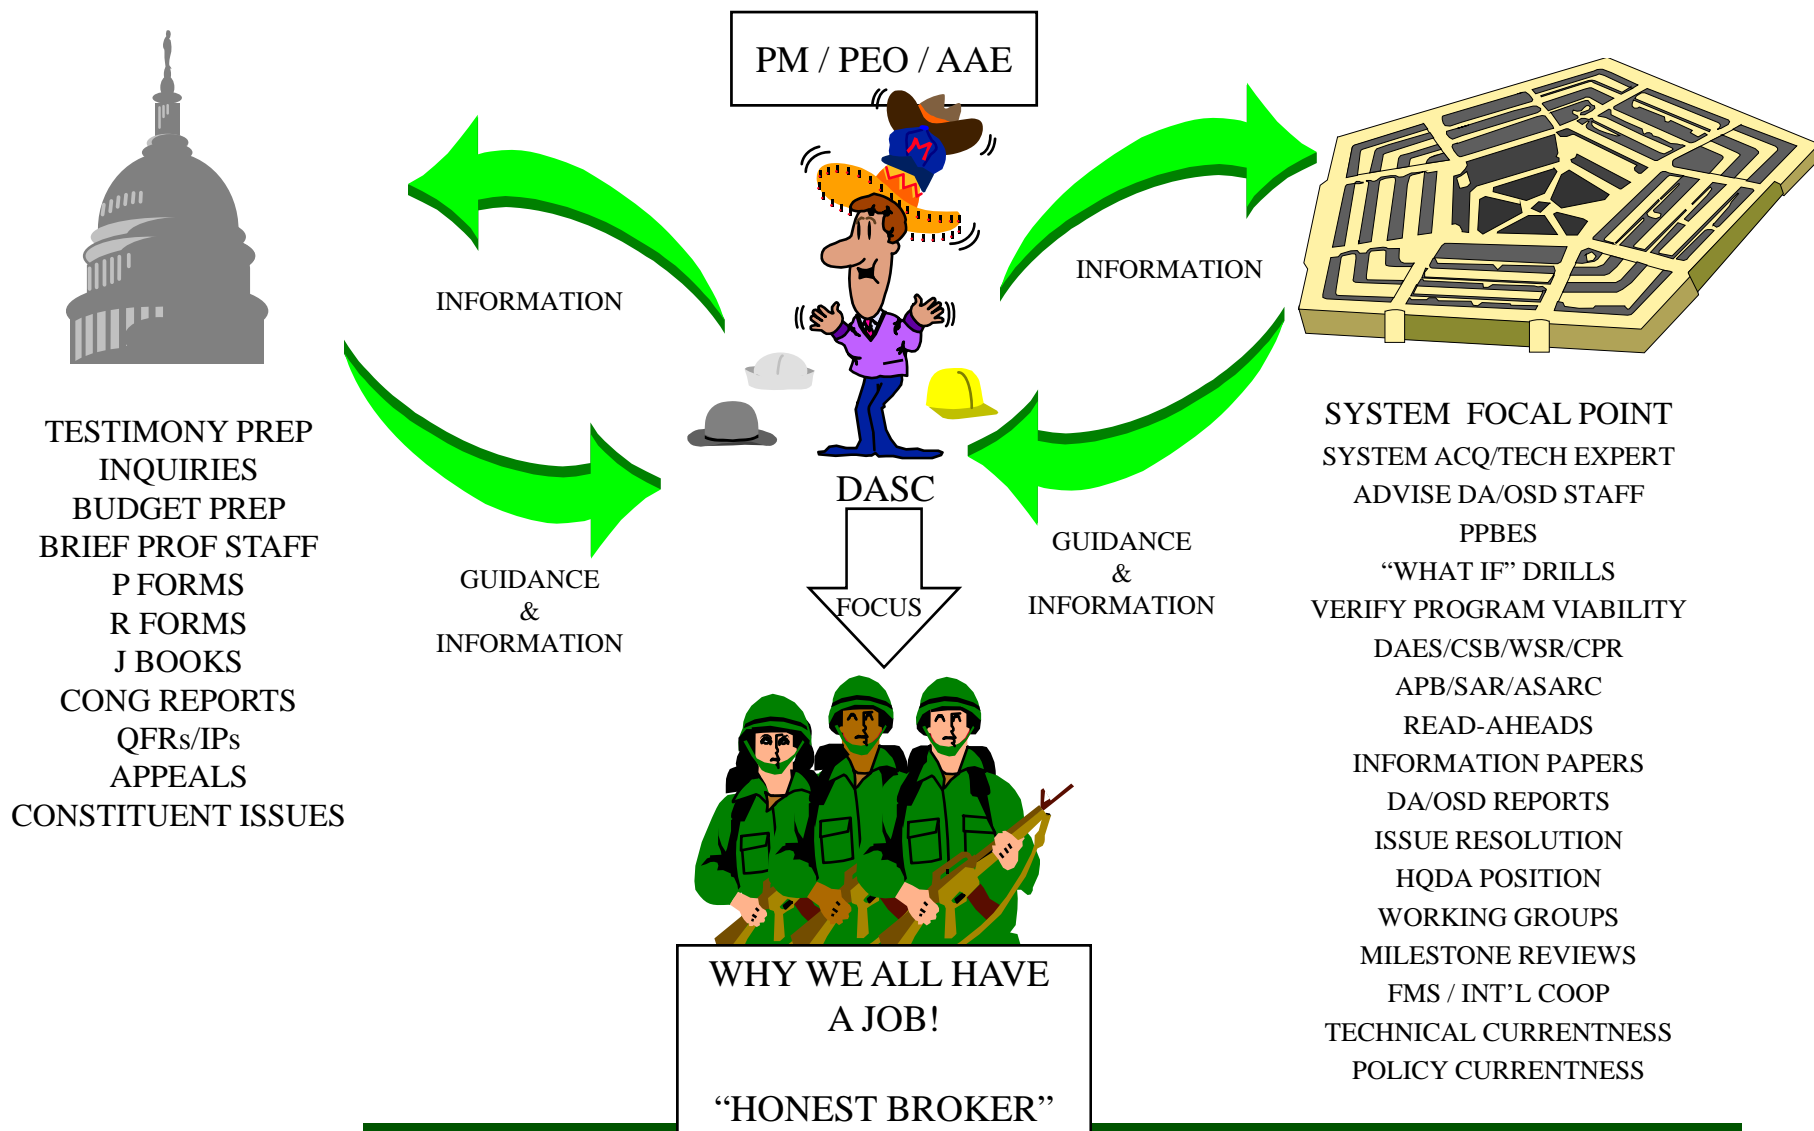 PM / PEO / AAE
M
INFORMATION
INFORMATION
TESTIMONY PREP
INQUIRIES
BUDGET PREP
BRIEF PROF STAFF
P FORMS
R FORMS
J BOOKS
CONG REPORTS
QFRs/IPs
APPEALS
CONSTITUENT ISSUES
GUIDANCE
&
INFORMATION
DASC
FOCUS
GUIDANCE
&
INFORMATION
SYSTEM FOCAL POINT
SYSTEM ACQ/TECH EXPERT
ADVISE DA/OSD STAFF
PPBES
“WHAT IF” DRILLS
VERIFY PROGRAM VIABILITY
DAES/CSB/WSR/CPR
APB/SAR/ASARC
READ-AHEADS
INFORMATION PAPERS
DA/OSD REPORTS
ISSUE RESOLUTION
HQDA POSITION
WORKING GROUPS
MILESTONE REVIEWS
FMS / INT’L COOP
TECHNICAL CURRENTNESS
POLICY CURRENTNESS
WHY WE ALL HAVE
A JOB!
“HONEST BROKER”